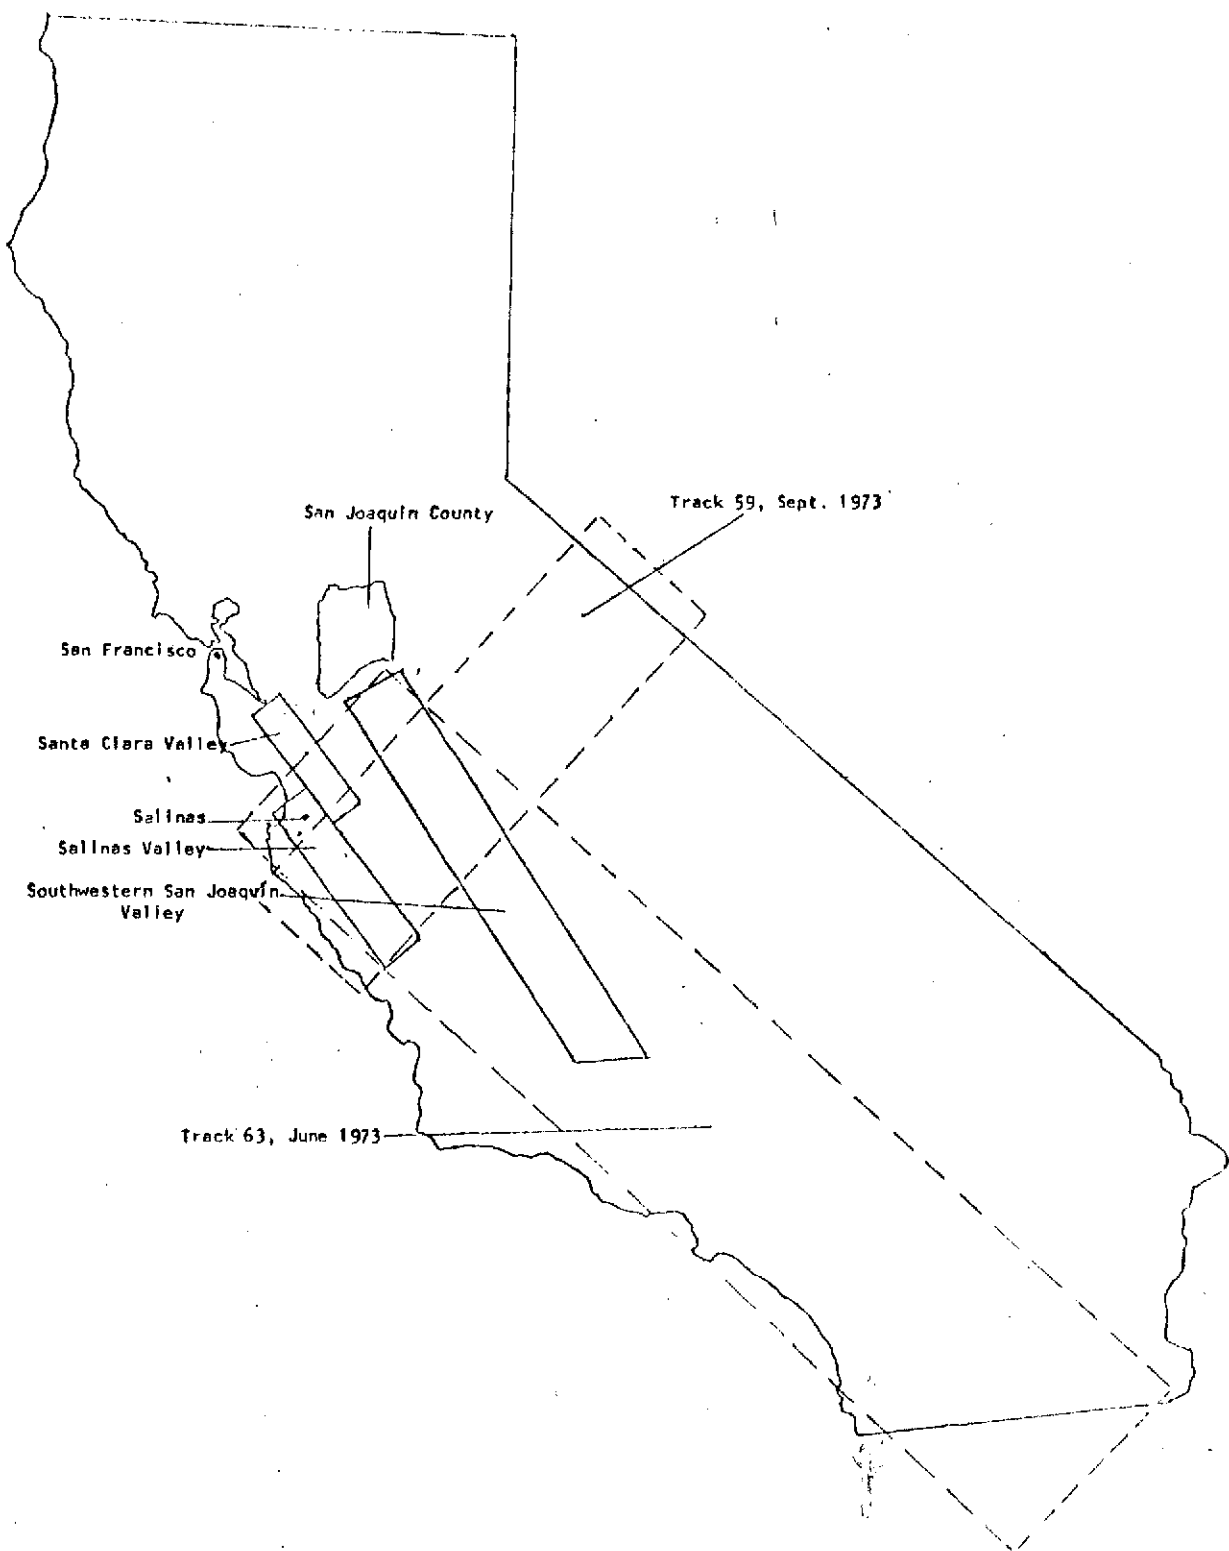 San Joaquin County
Track 59, Sept. 1973
San Francisco
Santa Clara Valley
Salinas
Salinas Valley
Southwestern San Joaquin
Valley
Track 63, June 1973